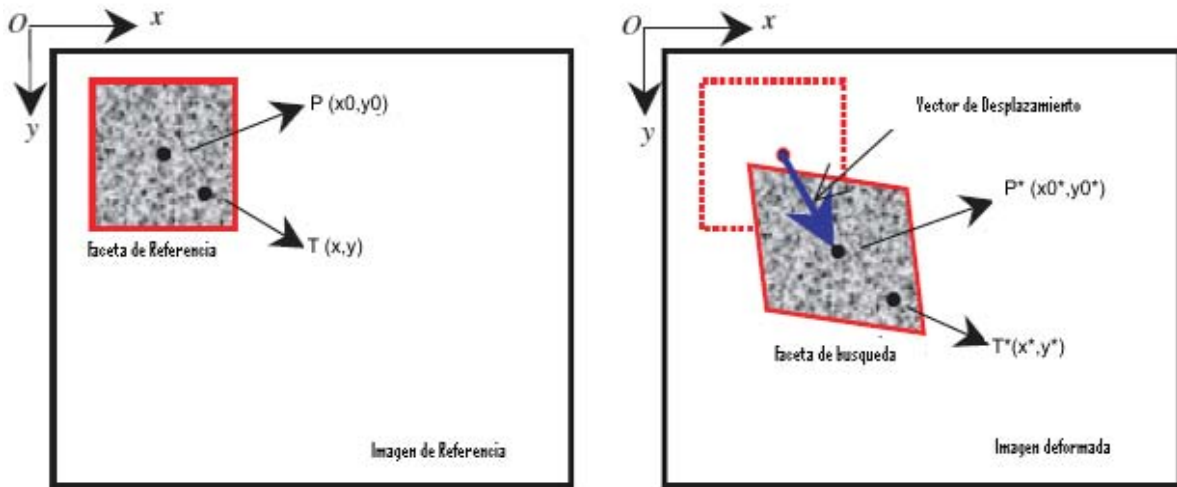 O
x
y
P (x0,y0)
T (x,y)
Faceta de Referencia
Imagen de Referencia
O
x
y
Vector de Desplazamiento
P* (x0*,y0*)
T*(x*,y*)
Faceta de busqueda
Imagen deformada